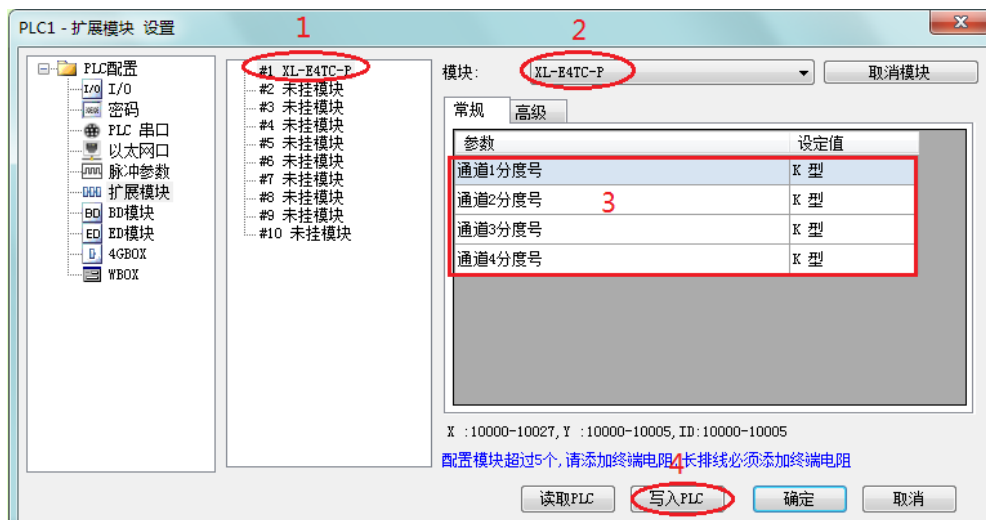 PLC1 - 扩展模块 设置
1
2
PLC配置
I/O
密码
PLC 串口
以太网口
脉冲参数
扩展模块
BD模块
ED模块
4GBOX
WBOX
#1 XL-E4TC-P
#2 未挂模块
#3 未挂模块
#4 未挂模块
#5 未挂模块
#6 未挂模块
#7 未挂模块
#8 未挂模块
#9 未挂模块
#10 未挂模块
模块: XL-E4TC-P 取消模块
常规 高级
参数 设定值
通道1分度号 K 型
通道2分度号 K 型
3
通道3分度号 K 型
通道4分度号 K 型
X :10000-10027,Y :10000-10005,ID:10000-10005
配置模块超过5个,请添加终端电阻,长排线必须添加终端电阻
4
读取PLC 写入PLC 确定 取消